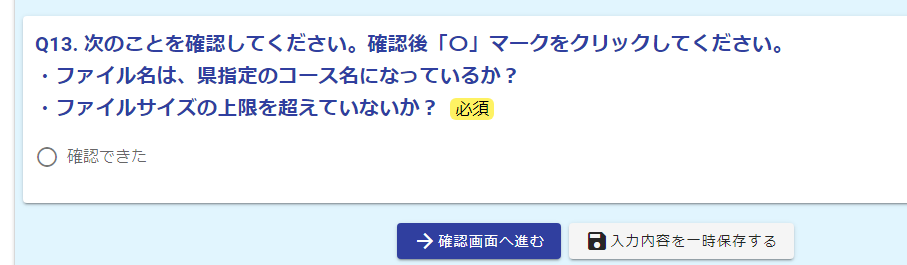 Q13. 次のことを確認してください。確認後「〇」マークをクリックしてください。
・ファイル名は、県指定のコース名になっているか？
・ファイルサイズの上限を超えていないか？ 必須
確認できた
確認画面へ進む 入力内容を一時保存する